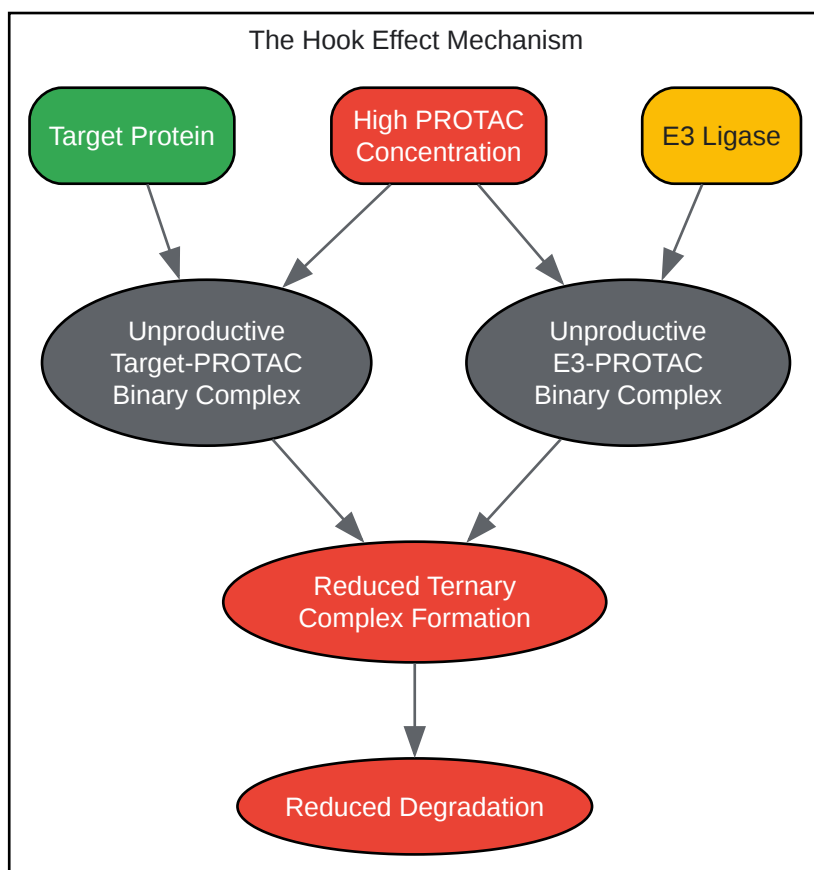 The Hook Effect Mechanism
Target Protein
High PROTAC
Concentration
E3 Ligase
Unproductive
Target-PROTAC
Binary Complex
Unproductive
E3-PROTAC
Binary Complex
Reduced Ternary
Complex Formation
Reduced Degradation